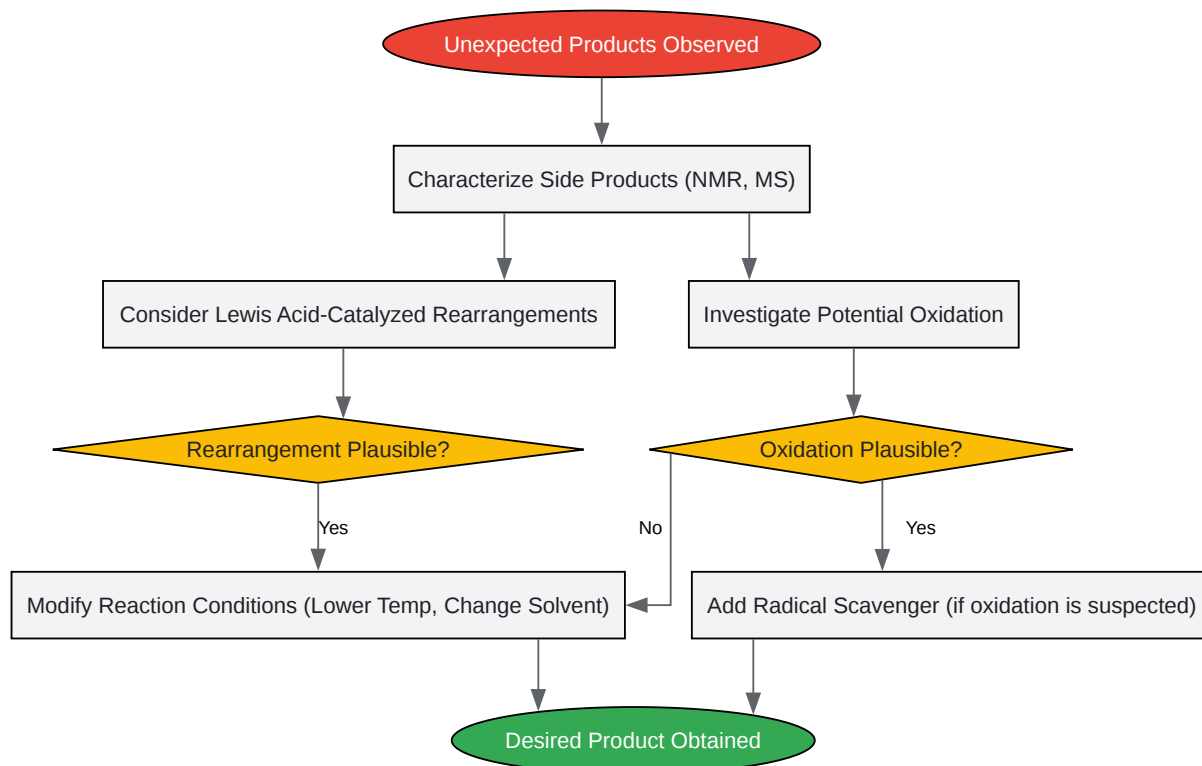 Unexpected Products Observed
Characterize Side Products (NMR, MS)
Consider Lewis Acid-Catalyzed Rearrangements
Investigate Potential Oxidation
Rearrangement Plausible?
Oxidation Plausible?
Yes
No
Yes
Modify Reaction Conditions (Lower Temp, Change Solvent)
Add Radical Scavenger (if oxidation is suspected)
Desired Product Obtained